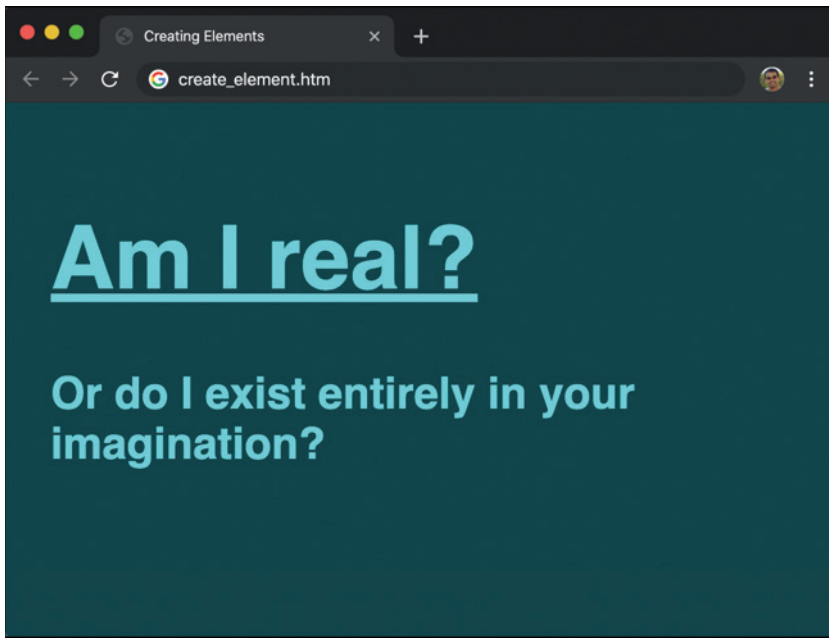 Creating Elements
create_element.htm
Am I real?
Or do I exist entirely in your
imagination?